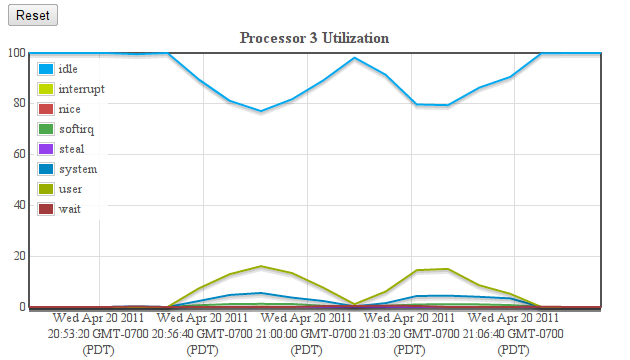 Reset
Processor 3 Utilization
100
80
60
40
20
0
idle
interrupt
nice
softirq
steal
system
user
wait
Wed Apr 20 2011
20:53:20 GMT-0700
(PDT)
Wed Apr 20 2011
20:56:40 GMT-0700
(PDT)
Wed Apr 20 2011
21:00:00 GMT-0700
(PDT)
Wed Apr 20 2011
21:03:20 GMT-0700
(PDT)
Wed Apr 20 2011
21:06:40 GMT-0700
(PDT)